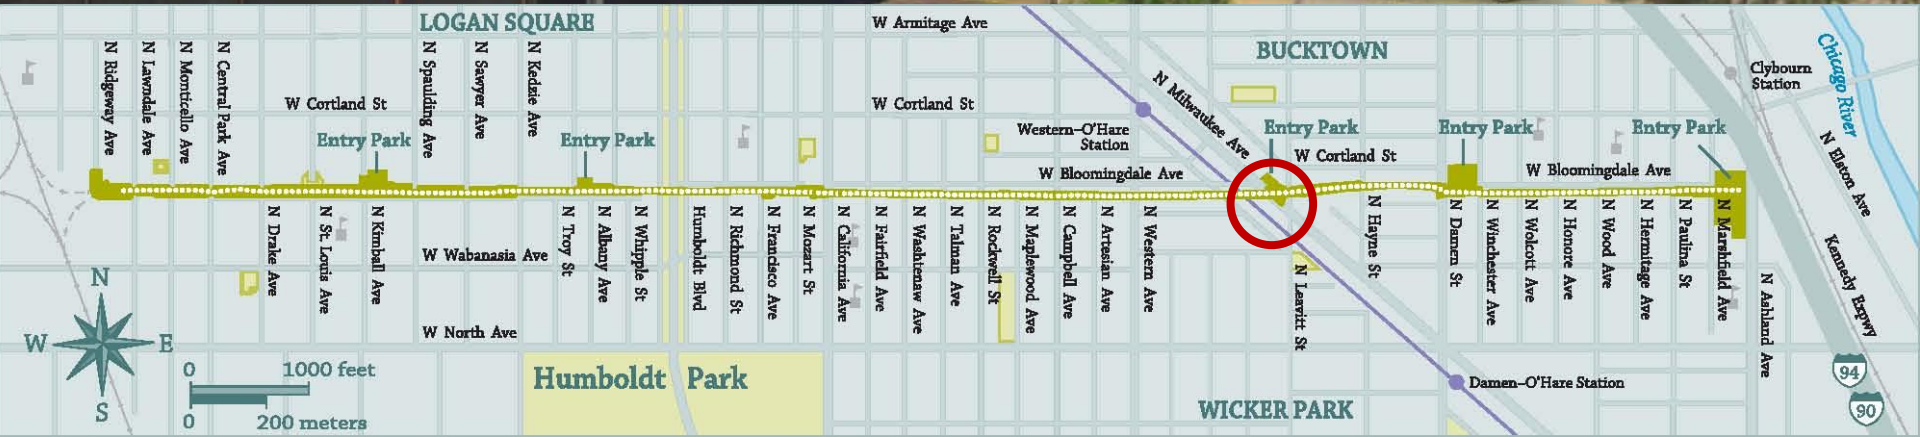 LOGAN SQUARE
W Armitage Ave
BUCKTOWN
N Ridgeway Ave
N Lawndale Ave
N Monticello Ave
N Central Park Ave
N Spaulding Ave
N Sawyer Ave
N Kedzie Ave
N Milwaukee Ave
Clybourn
Station
Chicago River
W Cortland St
W Cortland St
Entry Park
Entry Park
Western–O'Hare
Station
Entry Park
Entry Park
Entry Park
W Cortland St
N Elston Ave
W Bloomingdale Ave
W Bloomingdale Ave
N Drake Ave
N St. Louis Ave
N Kimball Ave
N Troy St
N Albany Ave
N Whipple St
Humboldt Blvd
N Richmond St
N Francisco Ave
N Mozart St
N California Ave
N Fairfield Ave
N Washtenaw Ave
N Talman Ave
N Rockwell St
N Maplewood Ave
N Campbell Ave
N Artesian Ave
N Western Ave
N Leavitt St
N Hayne St
N Damen St
N Winchester Ave
N Wolcott Ave
N Honore Ave
N Wood Ave
N Hermitage Ave
N Paulina St
N Marshfield Ave
N Ashland Ave
Kennedy Expwy
W Wabanasia Ave
W North Ave
N
W E
S
0 1000 feet
0 200 meters
Humboldt Park
WICKER PARK
Damen–O'Hare Station
94
90